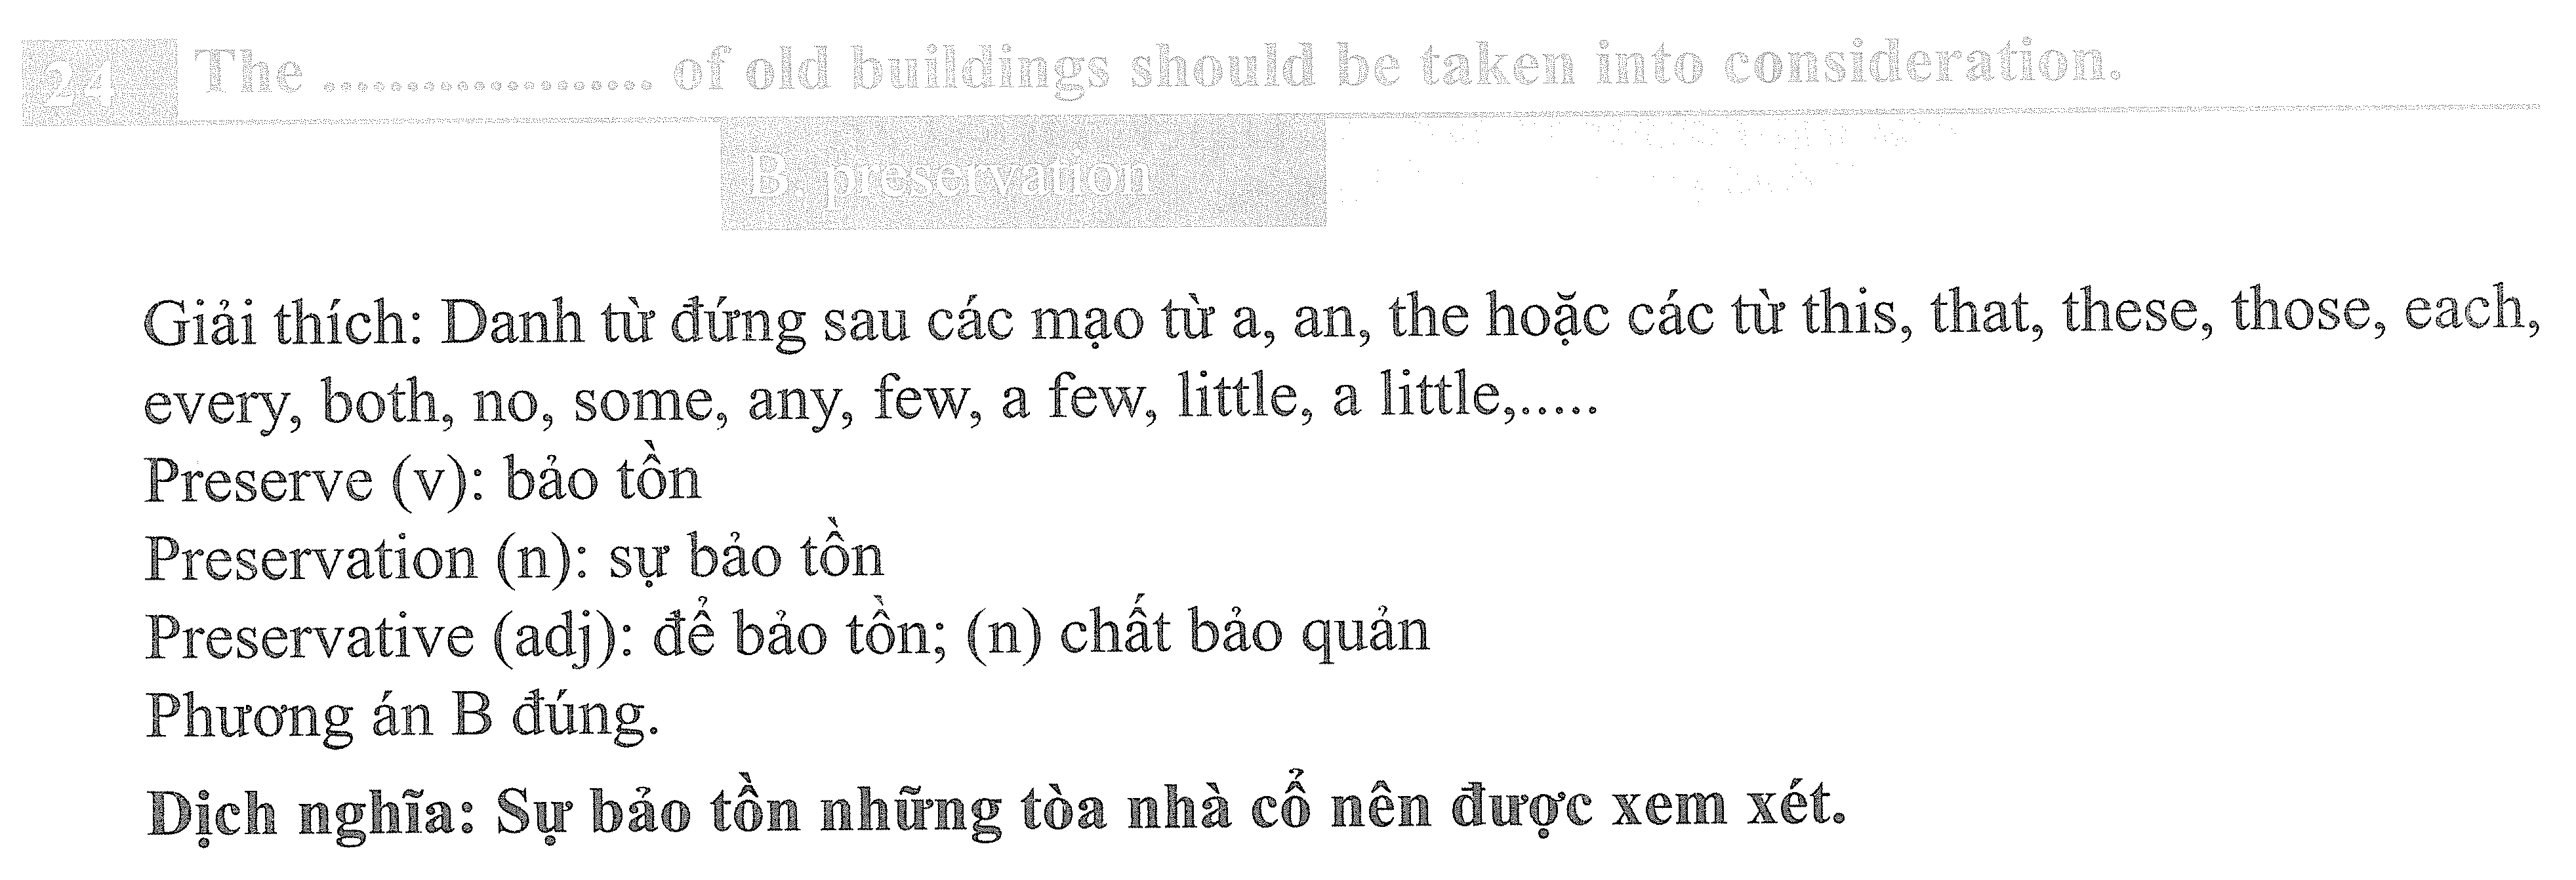 24 The .................... of old buildings should be taken into consideration.
B. preservation
Giải thích: Danh từ đứng sau các mạo từ a, an, the hoặc các từ this, that, these, those, each,
every, both, no, some, any, few, a few, little, a little,.....
Preserve (v): bảo tồn
Preservation (n): sự bảo tồn
Preservative (adj): để bảo tồn; (n) chất bảo quản
Phương án B đúng.
Dịch nghĩa: Sự bảo tồn những tòa nhà cổ nên được xem xét.